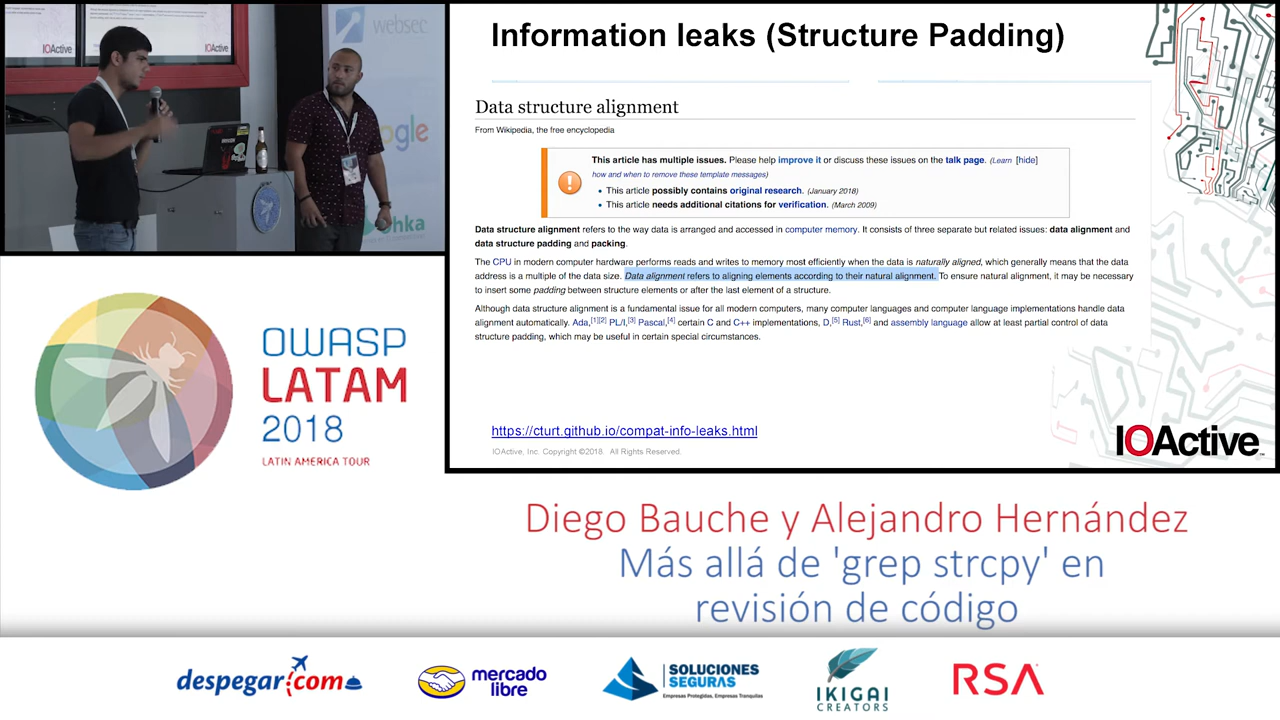 IOActive
IOActive
websec
Google
Ohka
Information leaks (Structure Padding)
Data structure alignment
From Wikipedia, the free encyclopedia
This article has multiple issues. Please help improve it or discuss these issues on the talk page. (Learn [hide]
how and when to remove these template messages)
• This article possibly contains original research. (January 2018)
• This article needs additional citations for verification. (March 2009)
Data structure alignment refers to the way data is arranged and accessed in computer memory. It consists of three separate but related issues: data alignment and
data structure padding and packing.
The CPU in modern computer hardware performs reads and writes to memory most efficiently when the data is naturally aligned, which generally means that the data
address is a multiple of the data size. Data alignment refers to aligning elements according to their natural alignment. To ensure natural alignment, it may be necessary
to insert some padding between structure elements or after the last element of a structure.
Although data structure alignment is a fundamental issue for all modern computers, many computer languages and computer language implementations handle data
alignment automatically. Ada,[1][2] PL/I,[3] Pascal,[4] certain C and C++ implementations, D,[5] Rust,[6] and assembly language allow at least partial control of data
structure padding, which may be useful in certain special circumstances.
https://cturt.github.io/compat-info-leaks.html
IOActive, Inc. Copyright ©2018. All Rights Reserved.
IOActive™
OWASP
LATAM
2018
LATIN AMERICA TOUR
Diego Bauche y Alejandro Hernández
Más allá de 'grep strcpy' en
revisión de código
despegar.com
mercado
libre
SOLUCIONES
SEGURAS
Empresas Protegidas, Empresas Tranquilas
IKIGAI
CREATORS
RSA